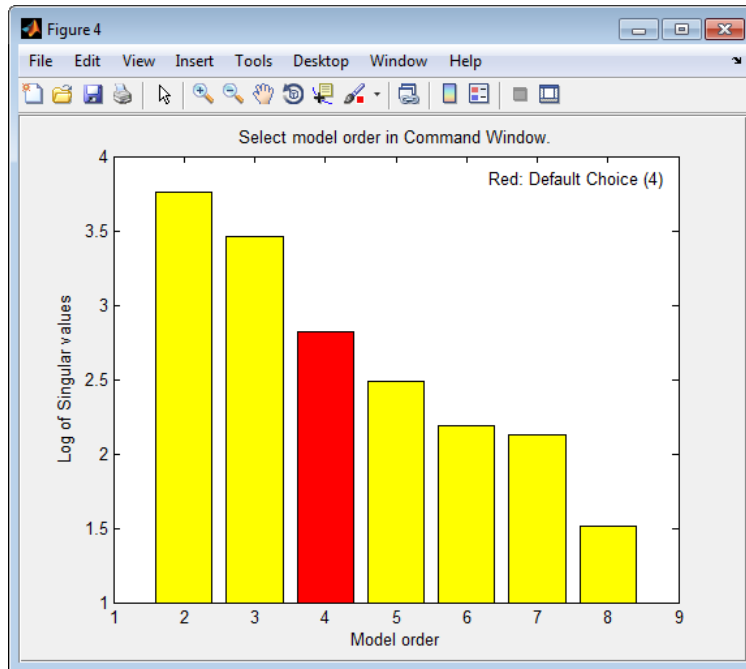 Figure 4
File Edit View Insert Tools Desktop Window Help
Select model order in Command Window.
Red: Default Choice (4)
4
3.5
3
2.5
2
1.5
1
Log of Singular values
1 2 3 4 5 6 7 8 9
Model order